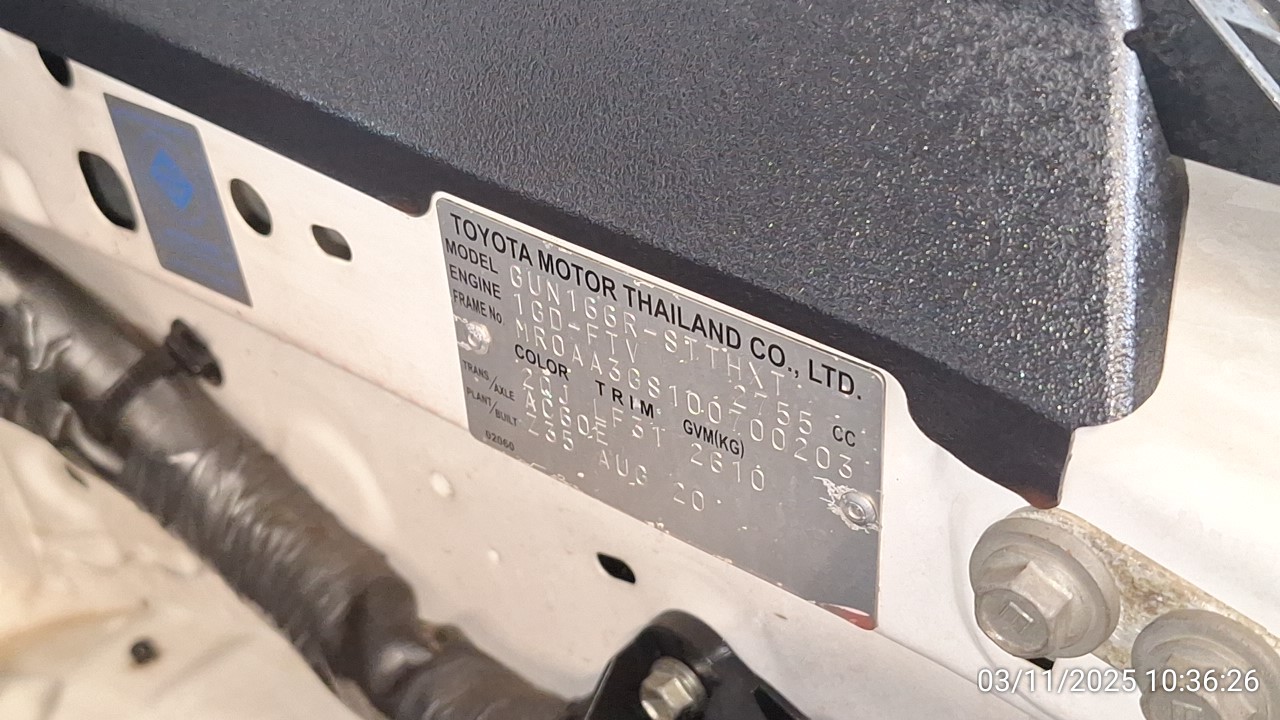 TOYOTA MOTOR THAILAND CO., LTD.
MODEL GUN166R-STTHXT
ENGINE 1GD-FTV 2755 CC
FRAME No. MR0AA3GS100700203
COLOR TRIM GVM(KG)
2QJ LF31 2610
TRANS/AXLE AC60E
PLANT/BUILT Z35 AUG 20
02060
03/11/2025 10:36:26